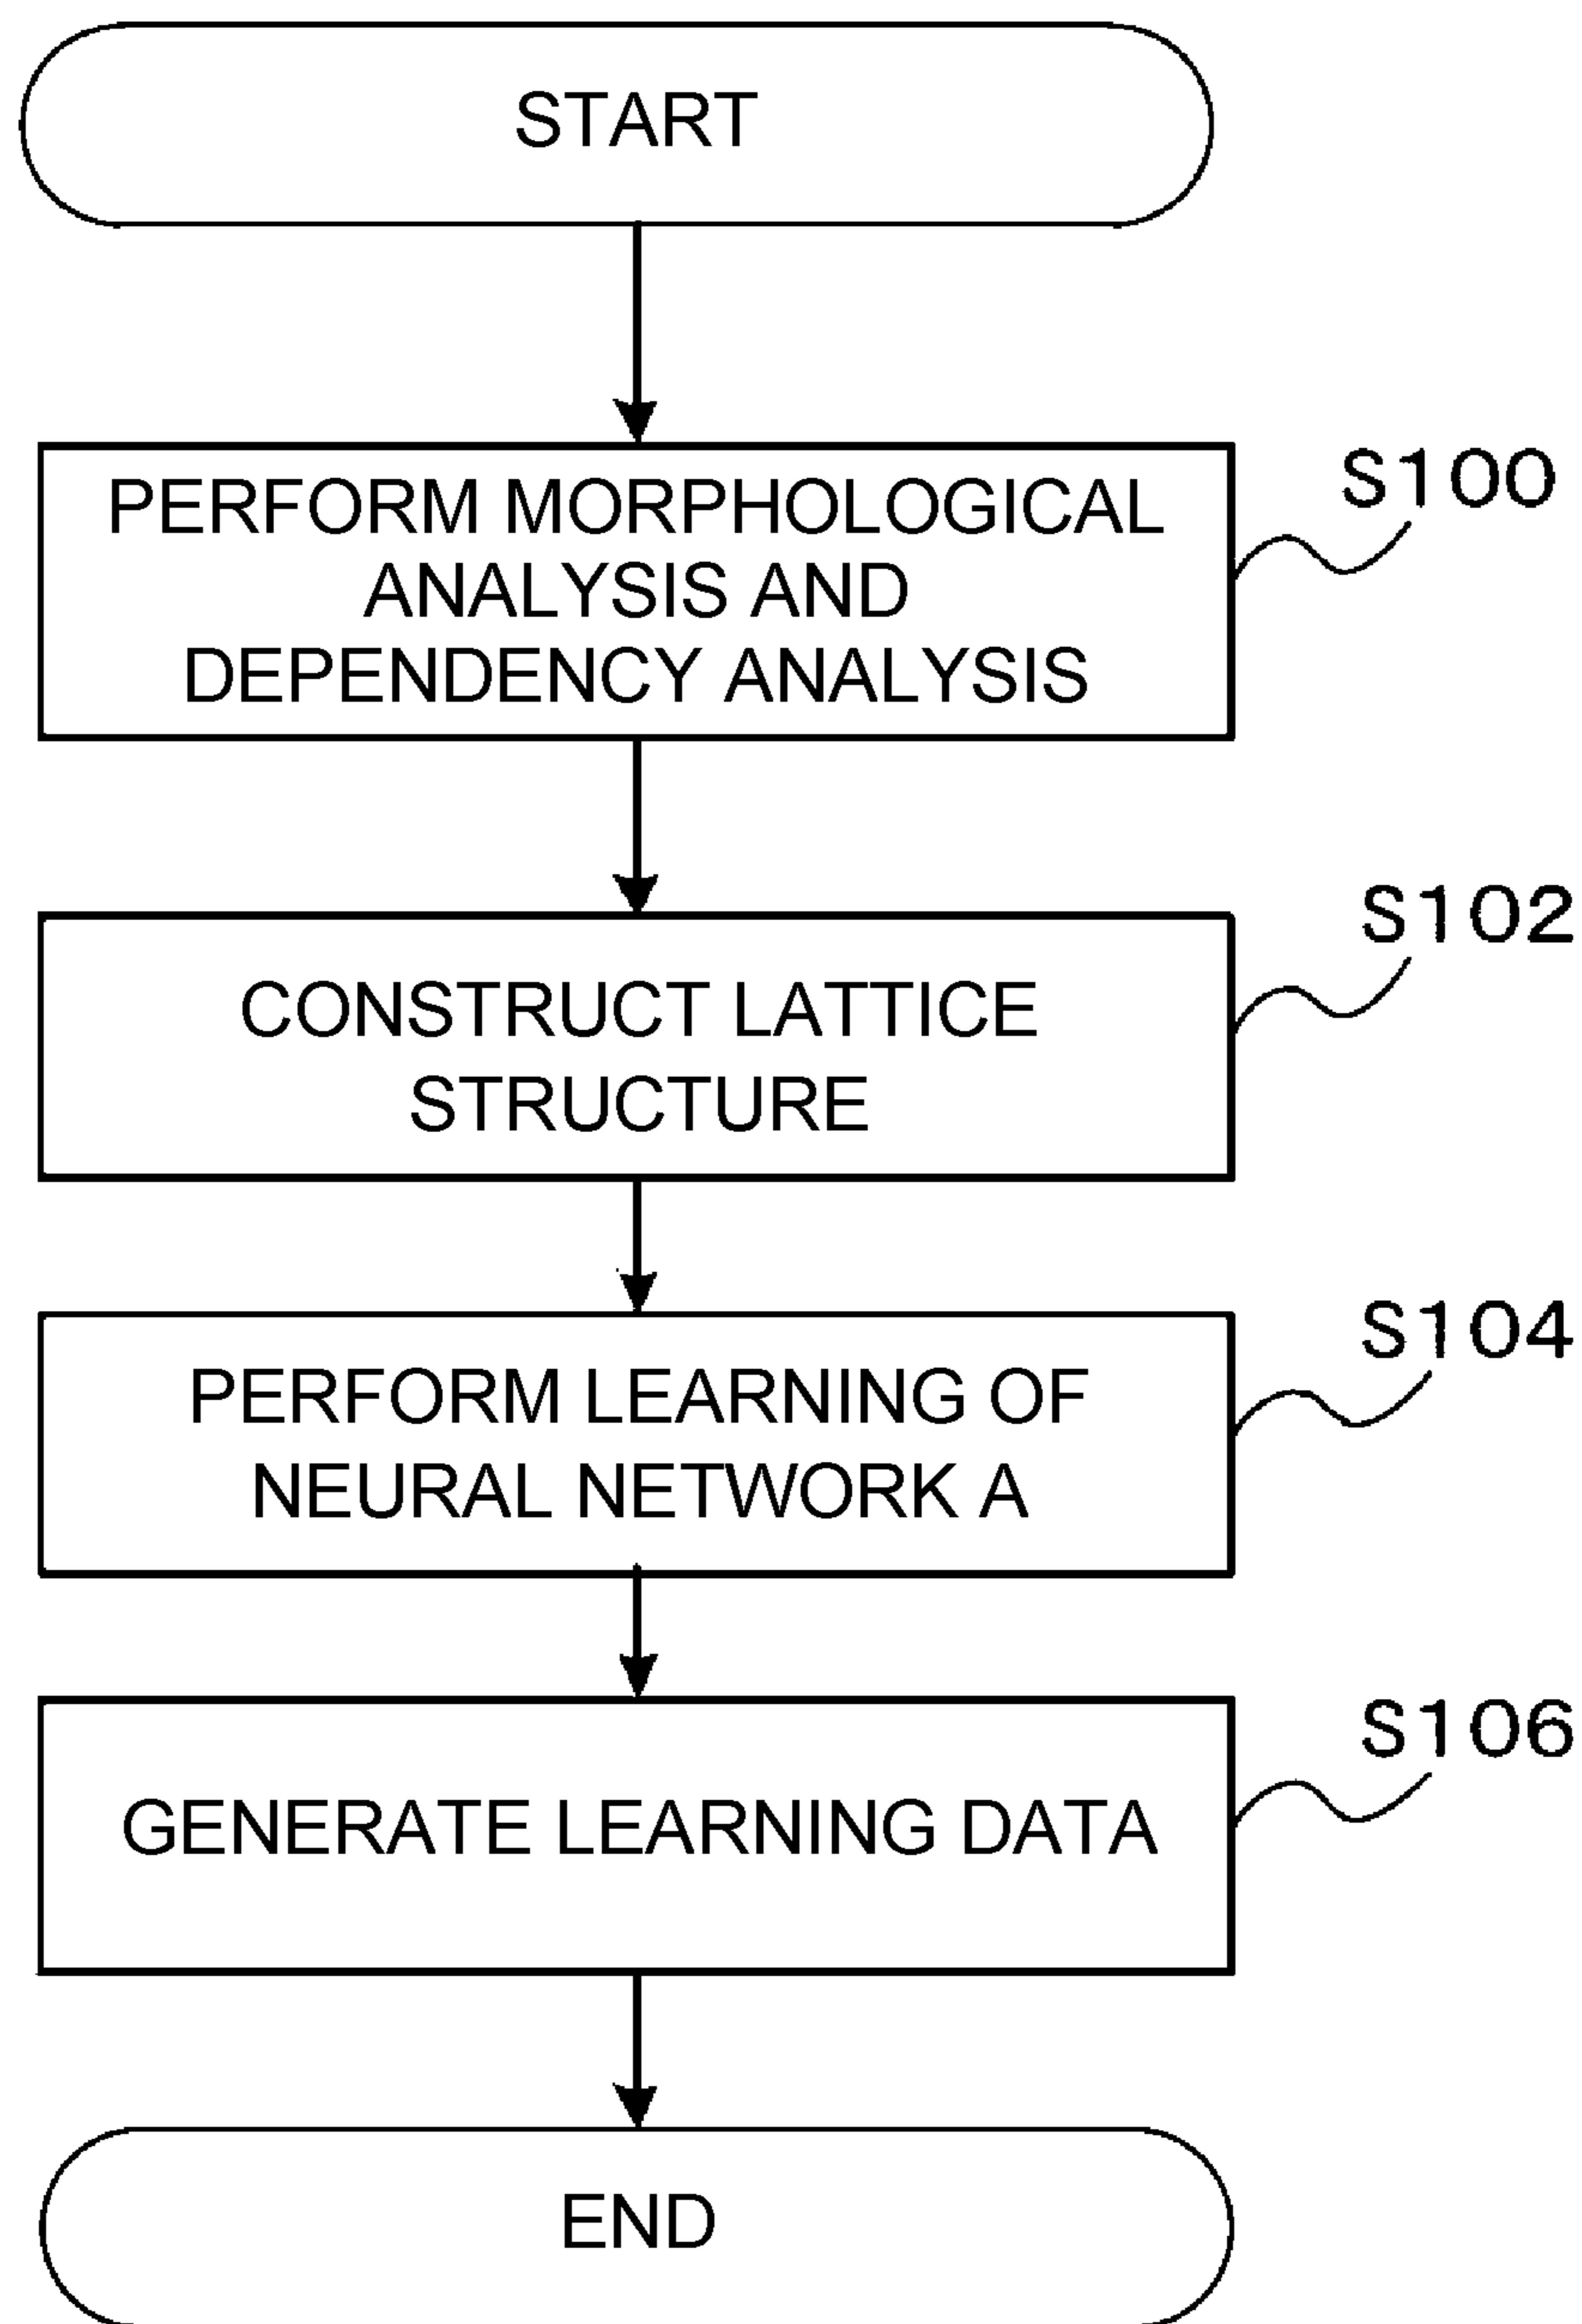 START
PERFORM MORPHOLOGICAL
ANALYSIS AND
DEPENDENCY ANALYSIS
S100
CONSTRUCT LATTICE
STRUCTURE
S102
PERFORM LEARNING OF
NEURAL NETWORK A
S104
GENERATE LEARNING DATA
S106
END